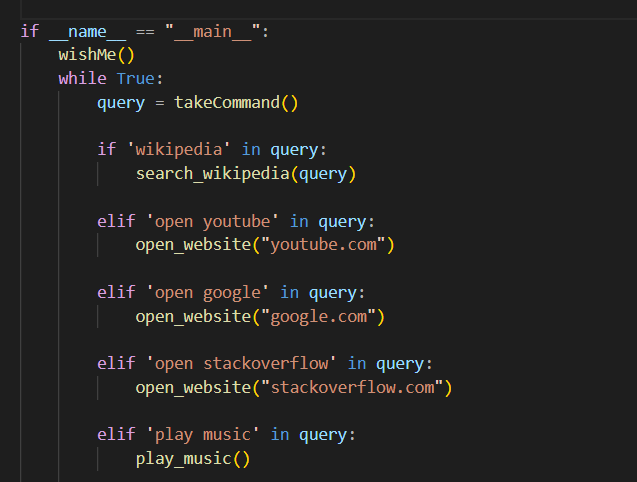 if __name__ == "__main__":
    wishMe()
    while True:
        query = takeCommand()

        if 'wikipedia' in query:
            search_wikipedia(query)

        elif 'open youtube' in query:
            open_website("youtube.com")

        elif 'open google' in query:
            open_website("google.com")

        elif 'open stackoverflow' in query:
            open_website("stackoverflow.com")

        elif 'play music' in query:
            play_music()